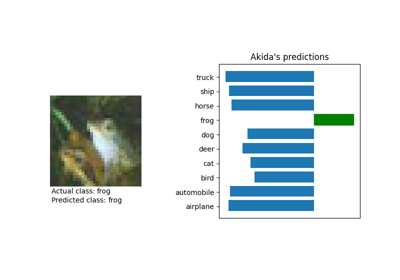 Akida's predictions
truck
ship
horse
frog
dog
deer
cat
bird
automobile
airplane
Actual class: frog
Predicted class: frog